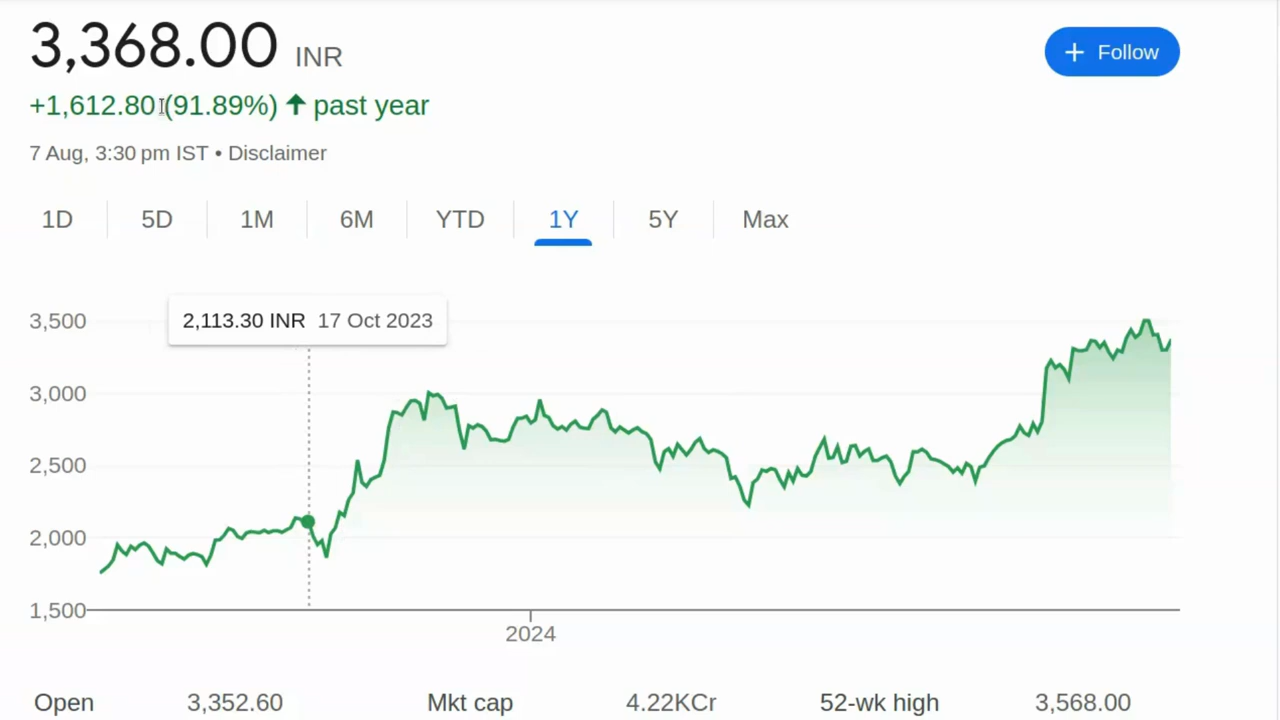 3,368.00 INR
+ Follow
+1,612.80 (91.89%) ↑ past year
7 Aug, 3:30 pm IST • Disclaimer
1D 5D 1M 6M YTD 1Y 5Y Max
2,113.30 INR 17 Oct 2023
3,500
3,000
2,500
2,000
1,500
2024
Open 3,352.60 Mkt cap 4.22KCr 52-wk high 3,568.00